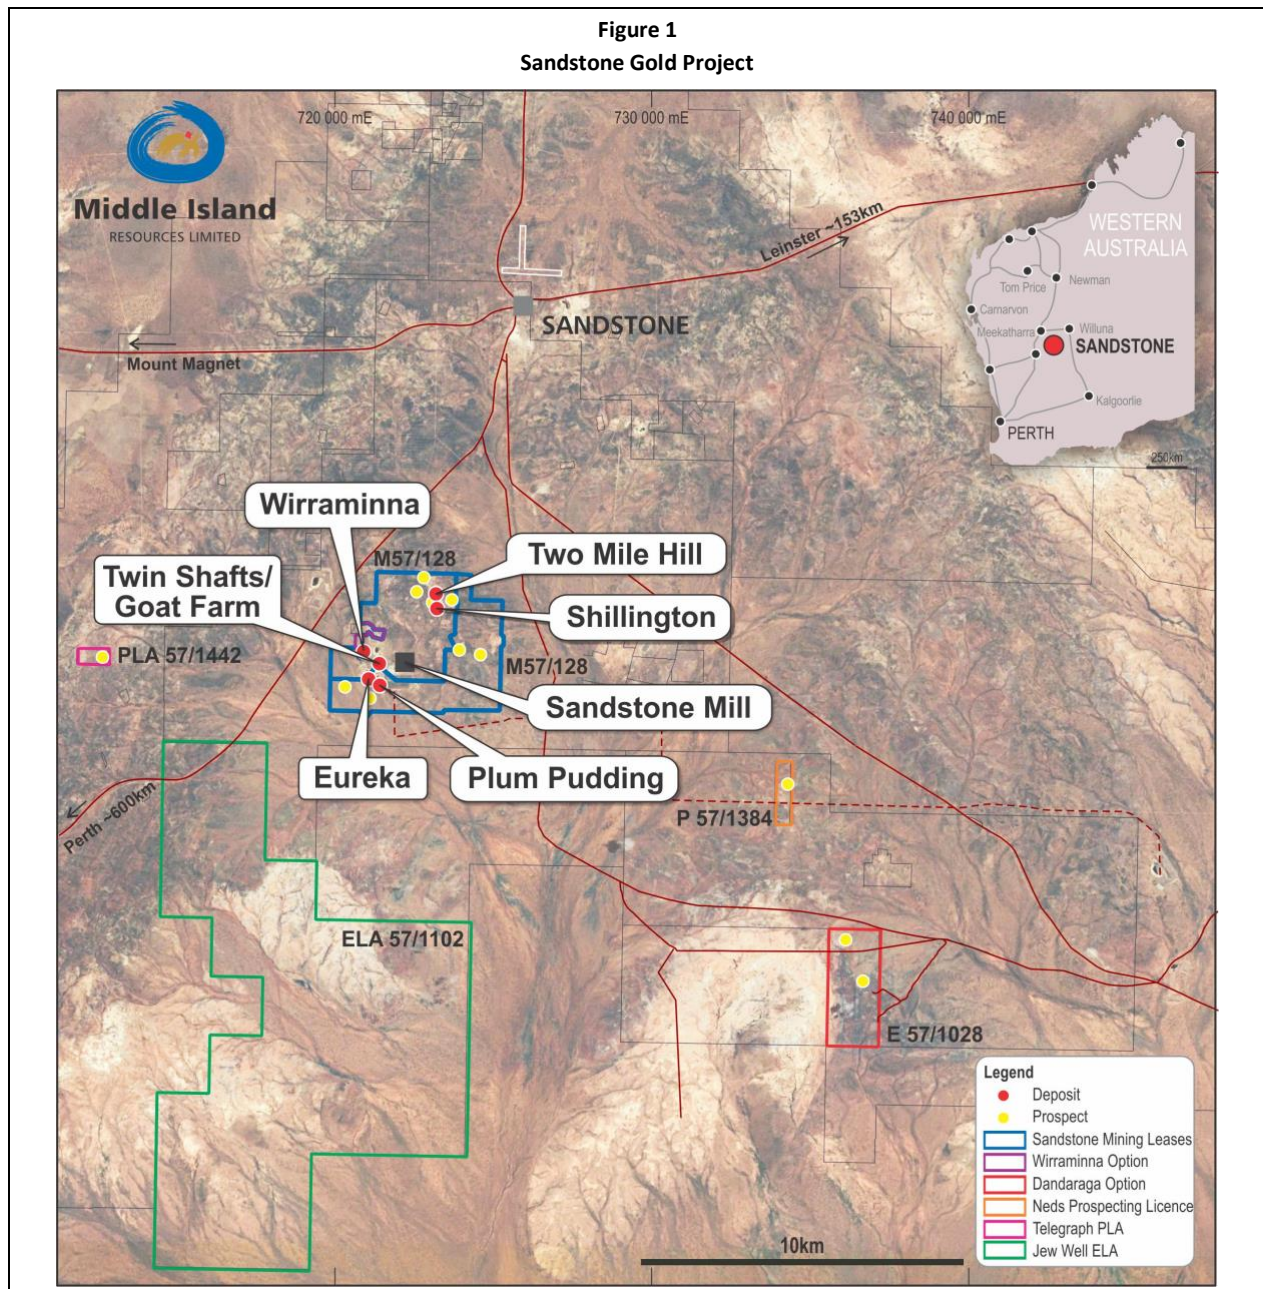 Figure 1
Sandstone Gold Project
720 000 mE
730 000 mE
740 000 mE
Middle Island
RESOURCES LIMITED
Leinster ~153km
WESTERN
AUSTRALIA
Tom Price
Newman
Carnarvon
Meekatharra
Willuna
SANDSTONE
Kalgoorlie
PERTH
250km
SANDSTONE
Mount Magnet
Wirraminna
M57/128
Two Mile Hill
Twin Shafts/
Goat Farm
Shillington
PLA 57/1442
M57/128
Sandstone Mill
Eureka
Plum Pudding
Perth ~600km
P 57/1384
ELA 57/1102
E 57/1028
Legend
Deposit
Prospect
Sandstone Mining Leases
Wirraminna Option
Dandaraga Option
Neds Prospecting Licence
Telegraph PLA
Jew Well ELA
10km